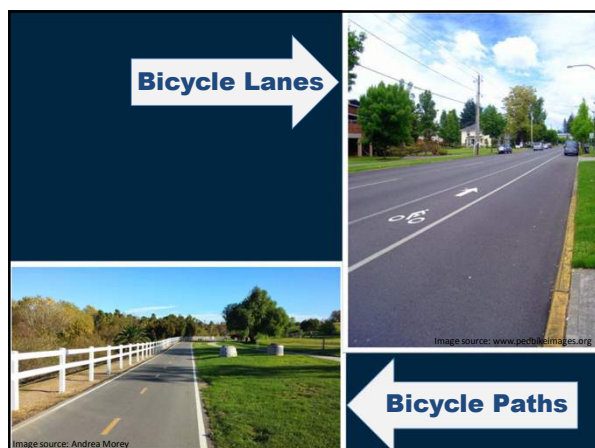 Bicycle Lanes
Image source: www.pedbikeimages.org
Bicycle Paths
Image source: Andrea Morey